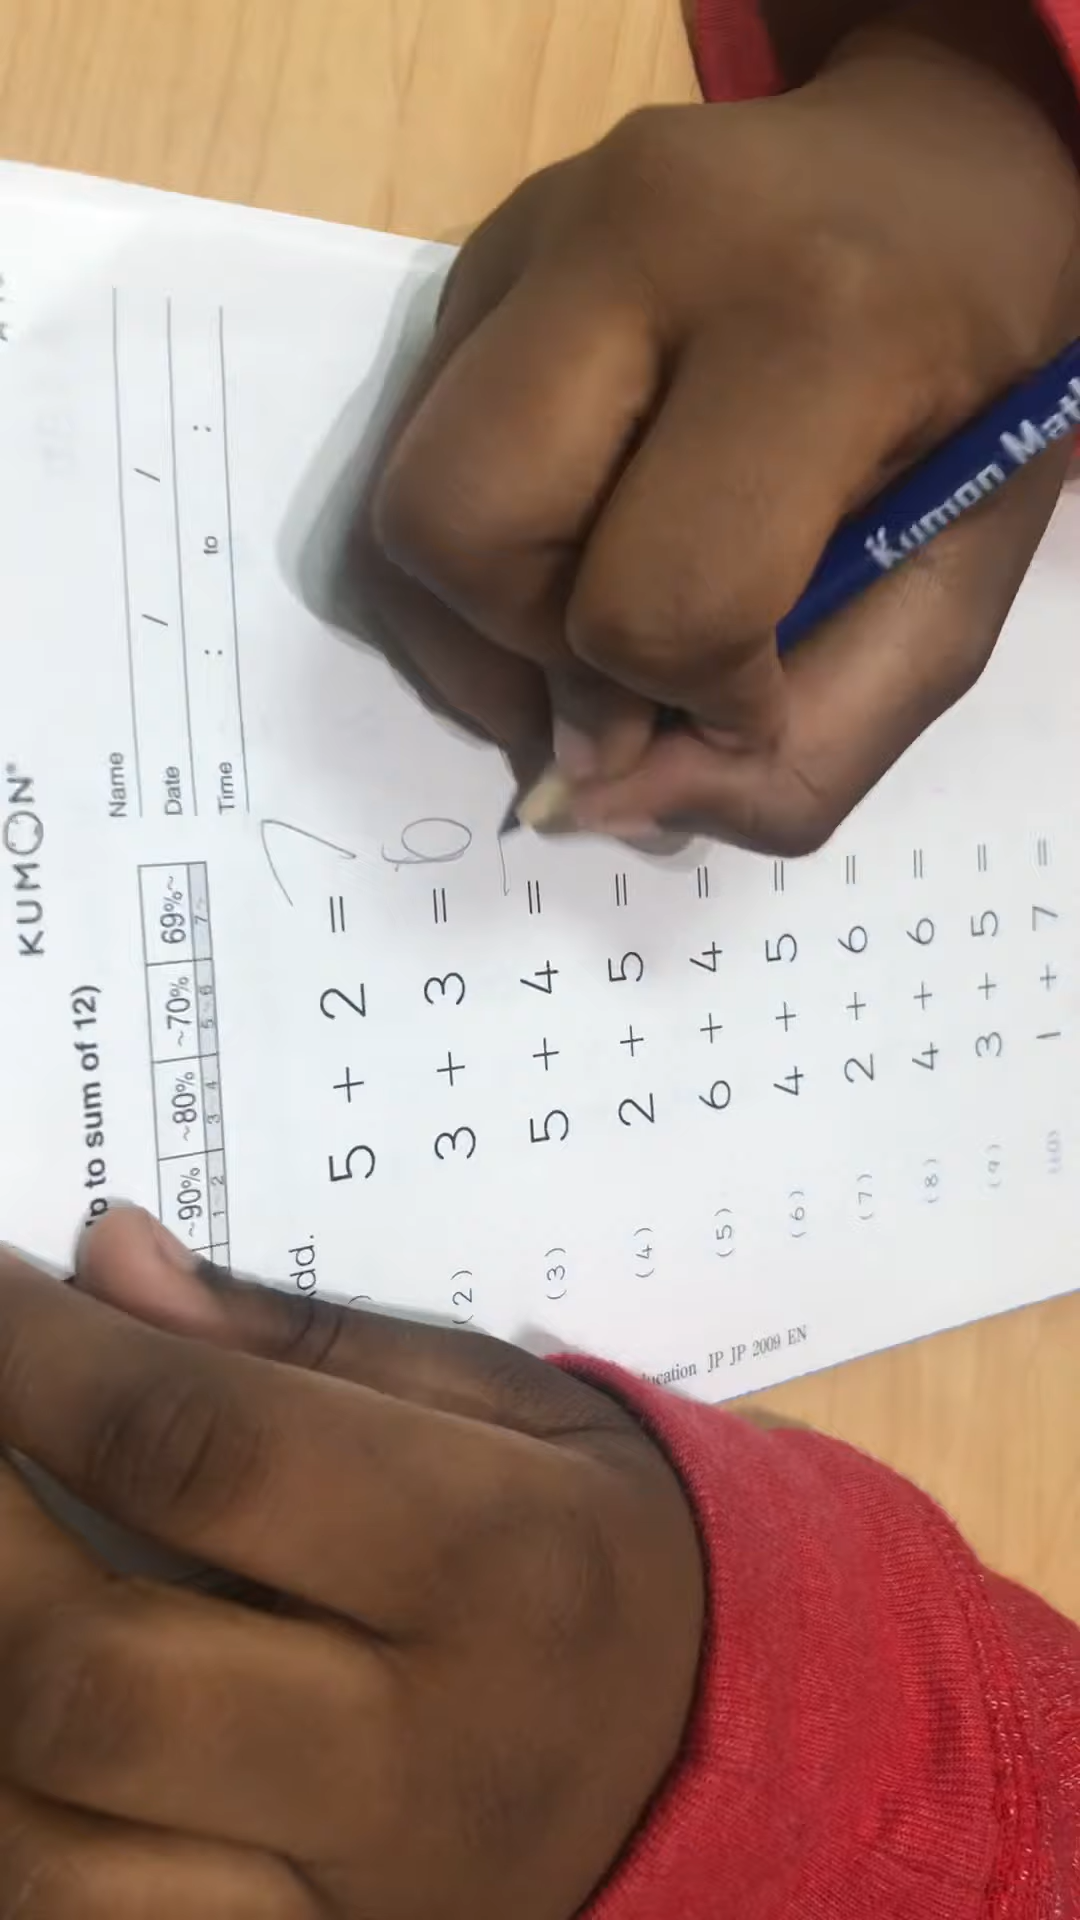 KUMON
to sum of 12)
~90% ~80% ~70% 69%~
1~2 3~4 5~6 7~
Name
Date / /
Time : to :
dd.
5 + 2 = 7
(2) 3 + 3 = 6
(3) 5 + 4 =
(4) 2 + 5 =
(5) 6 + 4 =
(6) 4 + 5 =
(7) 2 + 6 =
(8) 4 + 6 =
(9) 3 + 5 =
(10) 1 + 7 =
JP JP 2009 EN
Kumon Mat